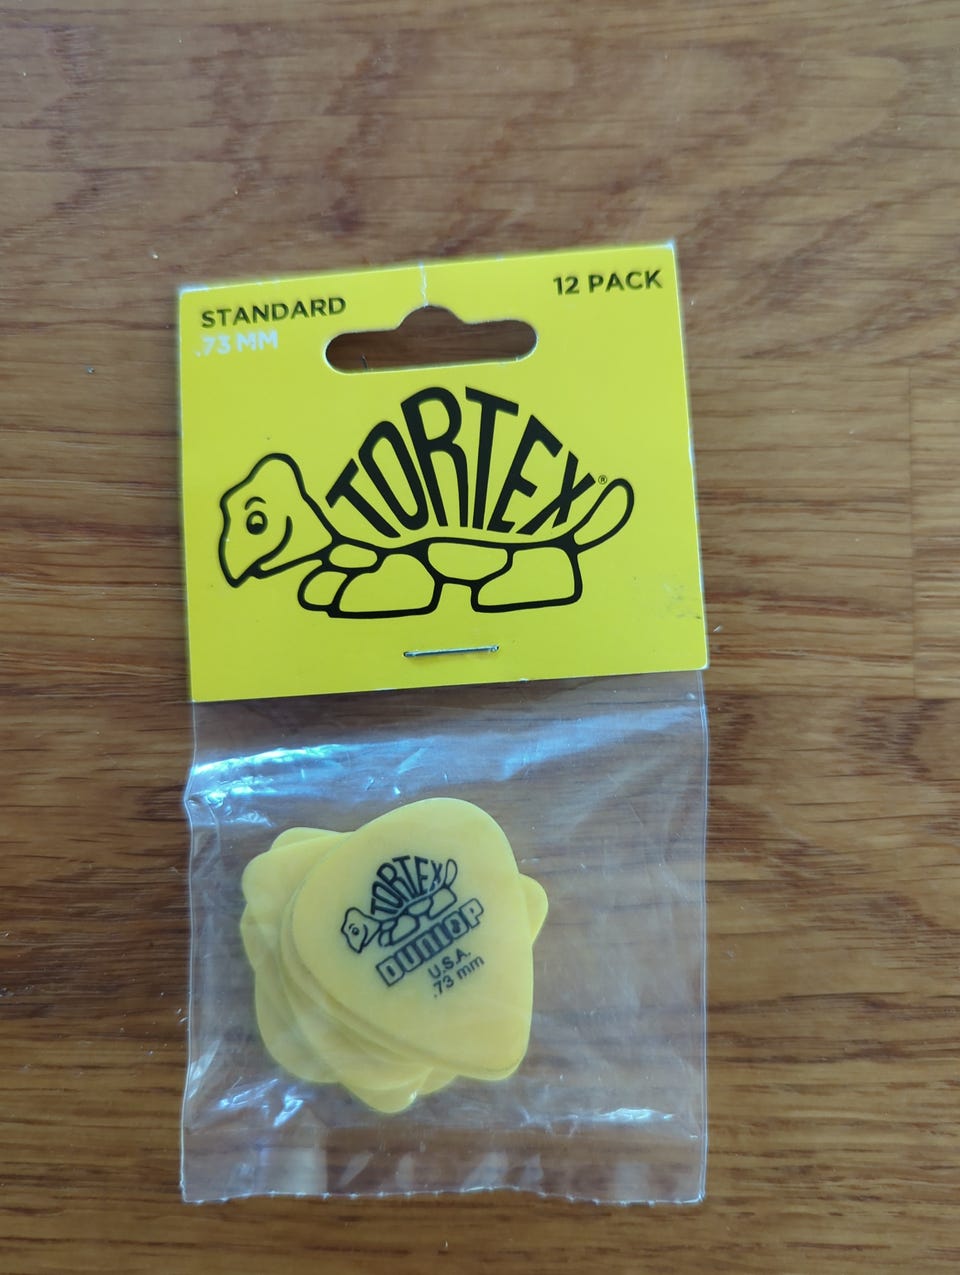 STANDARD
.73 MM
12 PACK
TORTEX®
TORTEX
DUNLOP
U.S.A.
.73 mm